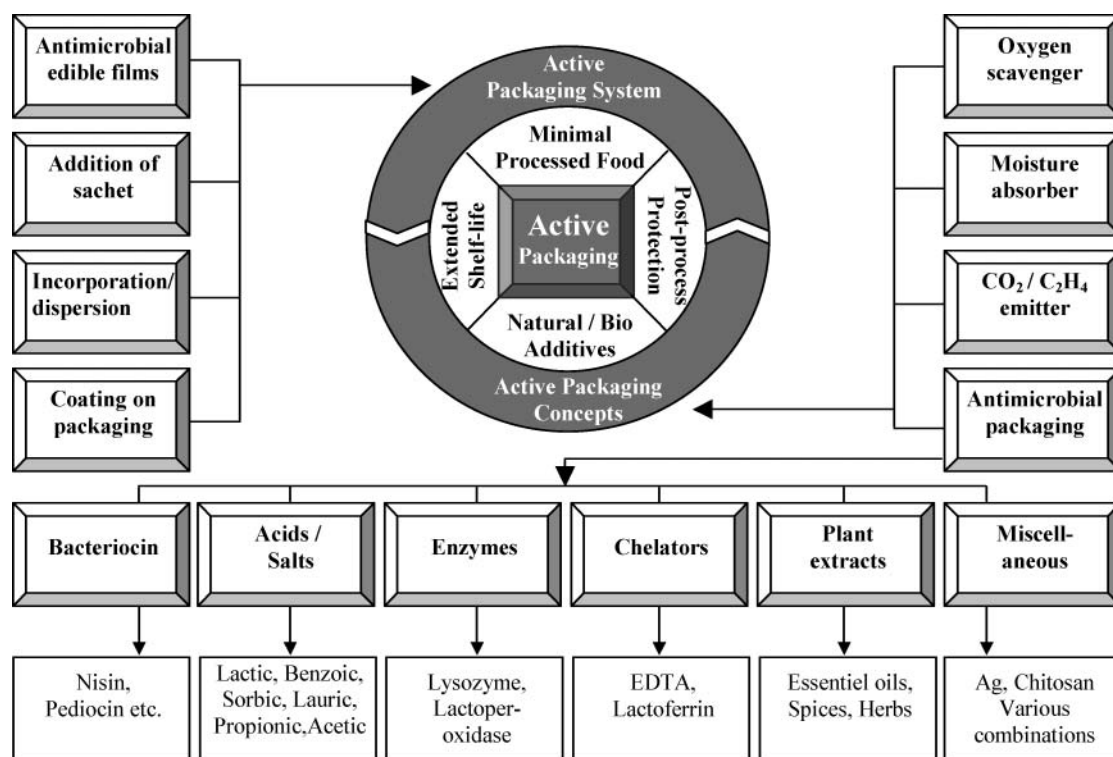 Antimicrobial
edible films
Addition of
sachet
Incorporation/
dispersion
Coating on
packaging
Active
Packaging System
Minimal
Processed Food
Extended
Shelf-life
Active
Packaging
Post-process
Protection
Natural / Bio
Additives
Active Packaging
Concepts
Oxygen
scavenger
Moisture
absorber
CO₂ / C₂H₄
emitter
Antimicrobial
packaging
Bacteriocin
Acids /
Salts
Enzymes
Chelators
Plant
extracts
Miscell-
aneous
Nisin,
Pediocin etc.
Lactic, Benzoic,
Sorbic, Lauric,
Propionic,Acetic
Lysozyme,
Lactoper-
oxidase
EDTA,
Lactoferrin
Essentiel oils,
Spices, Herbs
Ag, Chitosan
Various
combinations